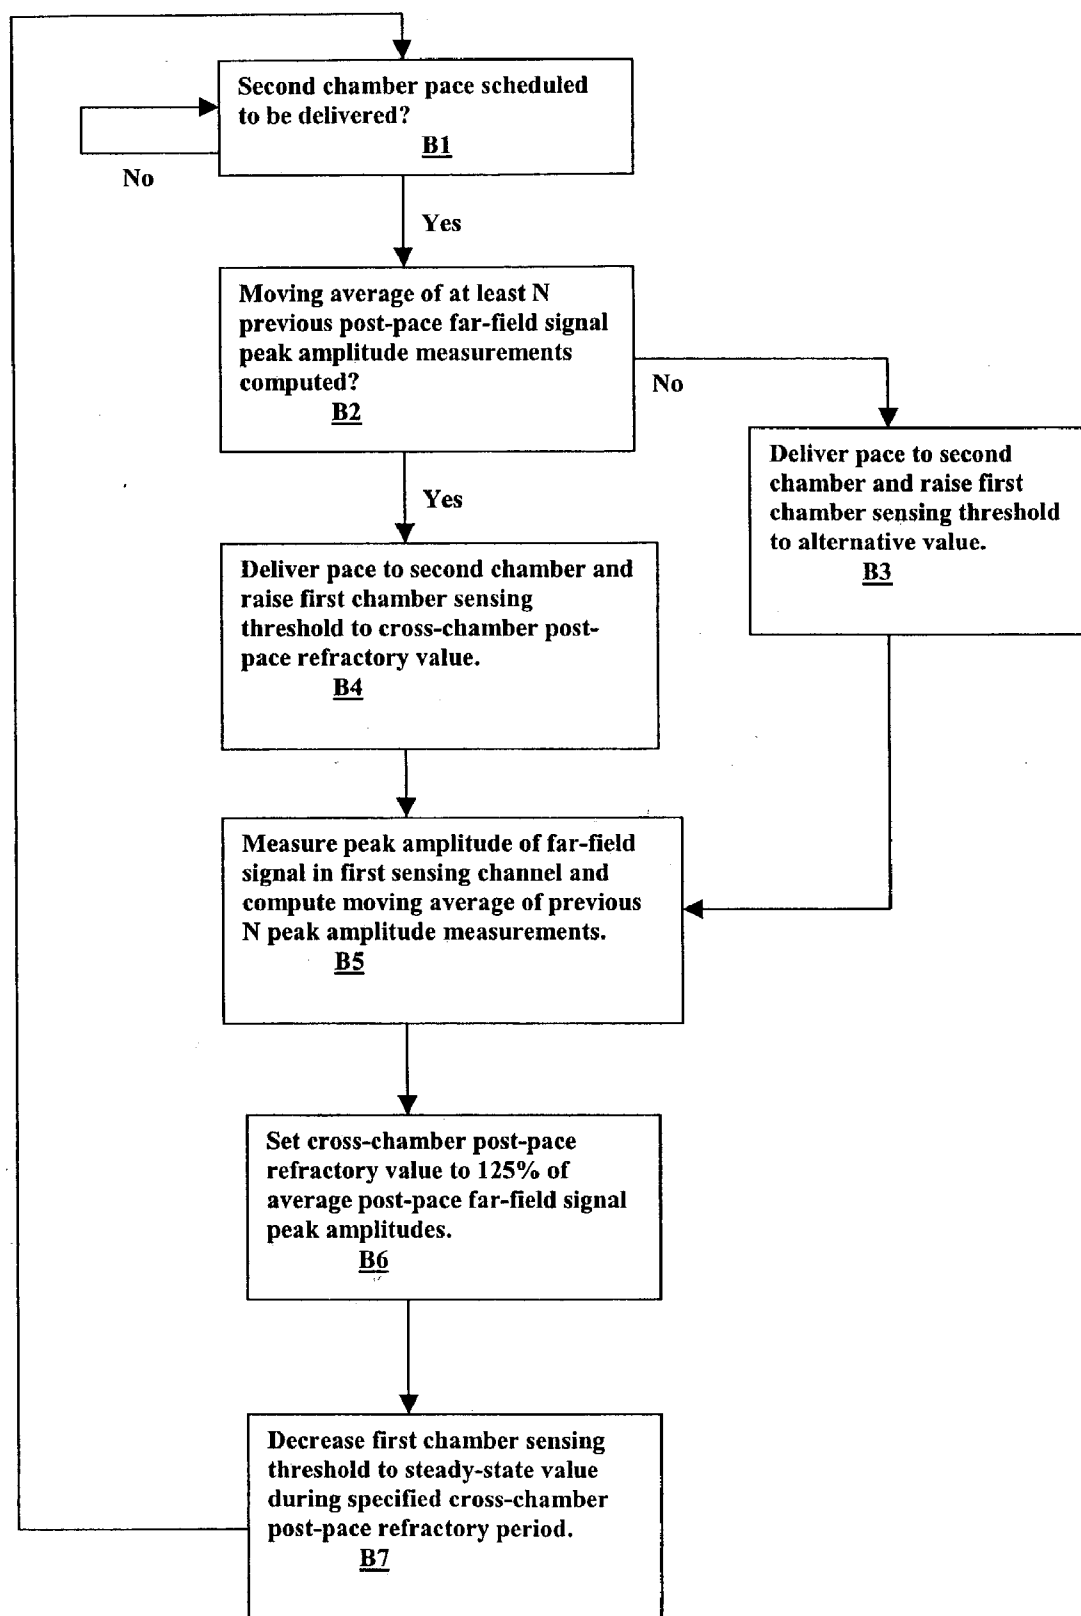 Second chamber pace scheduled
to be delivered?
B1
No
Yes
Moving average of at least N
previous post-pace far-field signal
peak amplitude measurements
computed?
B2
No
Deliver pace to second
chamber and raise first
chamber sensing threshold
to alternative value.
B3
Yes
Deliver pace to second chamber and
raise first chamber sensing
threshold to cross-chamber post-
pace refractory value.
B4
Measure peak amplitude of far-field
signal in first sensing channel and
compute moving average of previous
N peak amplitude measurements.
B5
Set cross-chamber post-pace
refractory value to 125% of
average post-pace far-field signal
peak amplitudes.
B6
Decrease first chamber sensing
threshold to steady-state value
during specified cross-chamber
post-pace refractory period.
B7